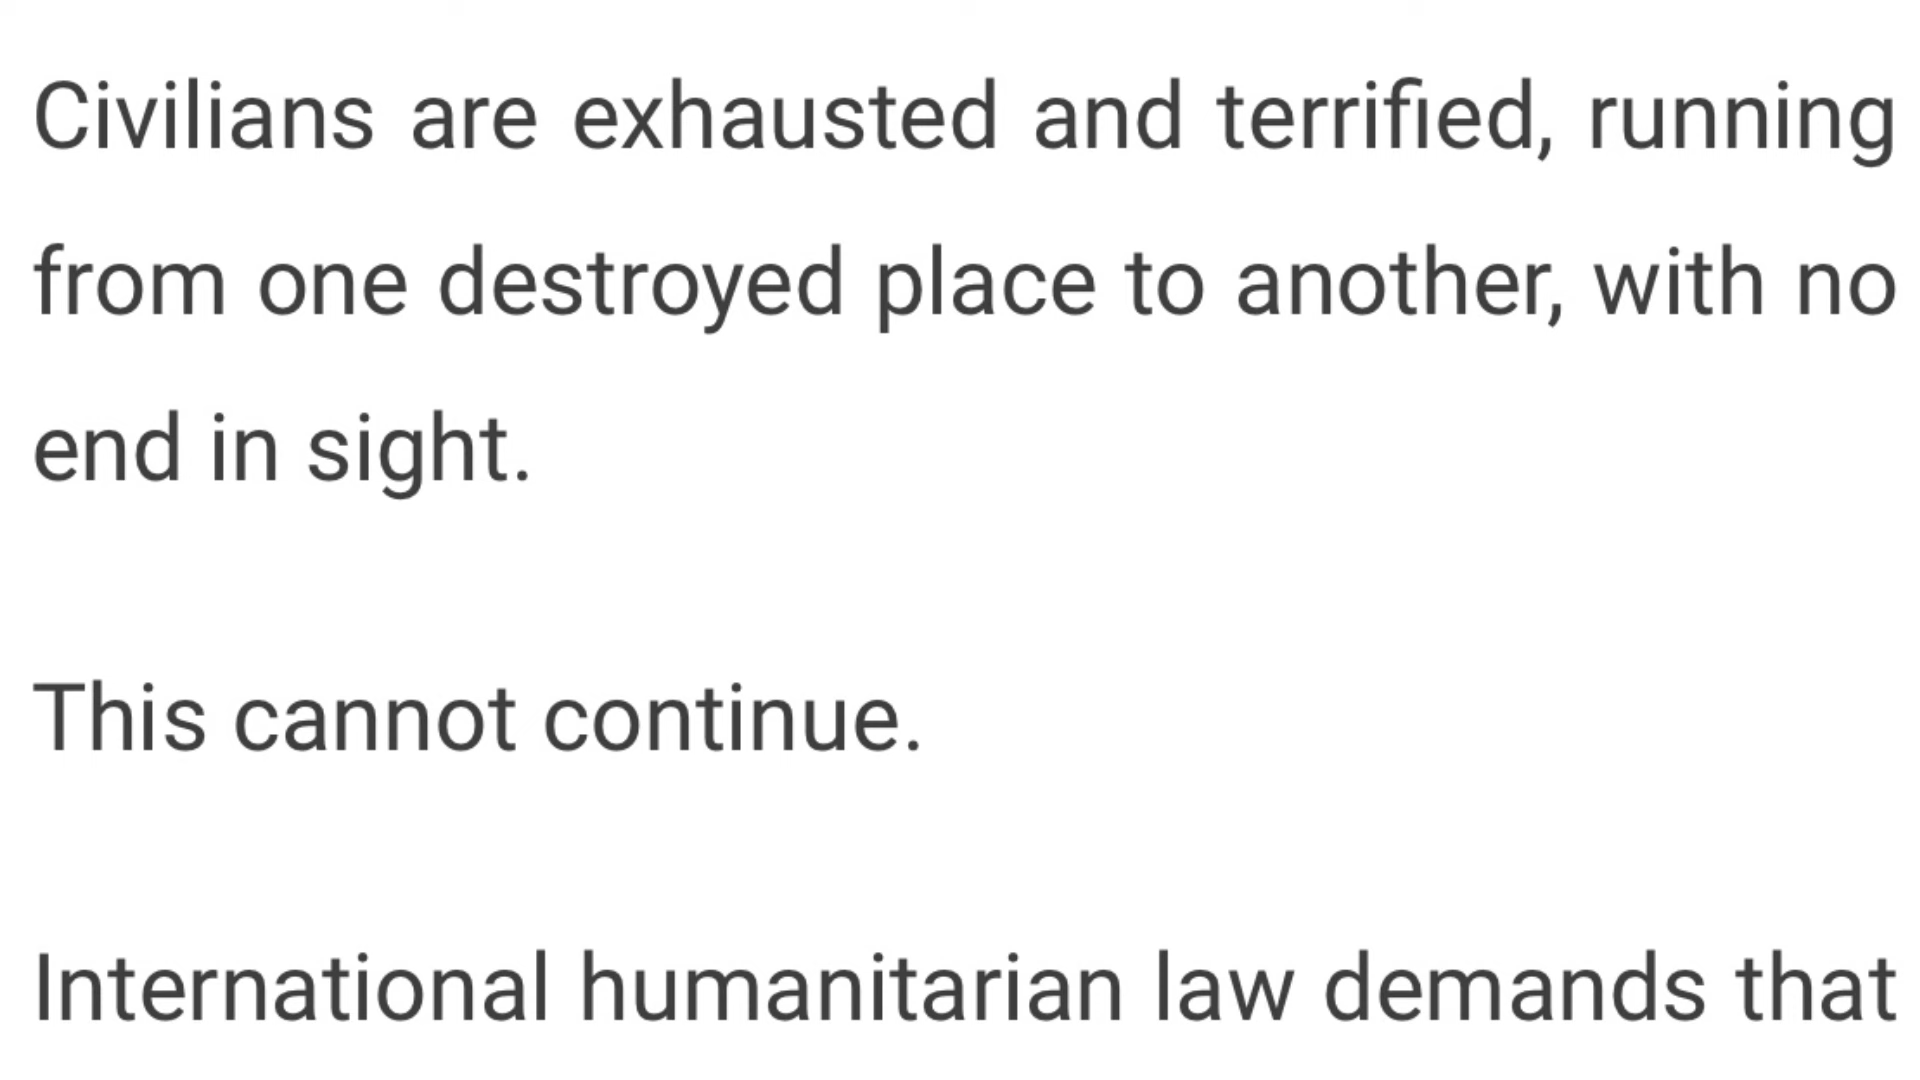 Civilians are exhausted and terrified, running
from one destroyed place to another, with no
end in sight.
This cannot continue.
International humanitarian law demands that